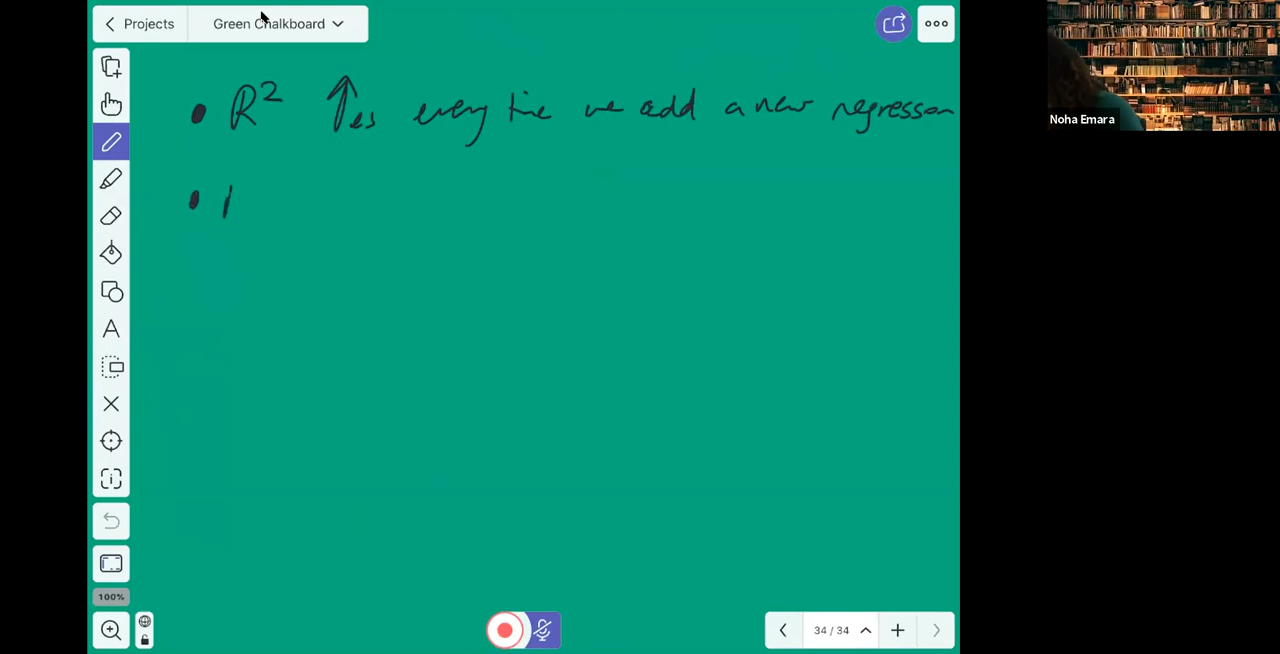 Projects
Green Chalkboard
• R² ↑es every time we add a new regressor
•
Noha Emara
100%
34 / 34